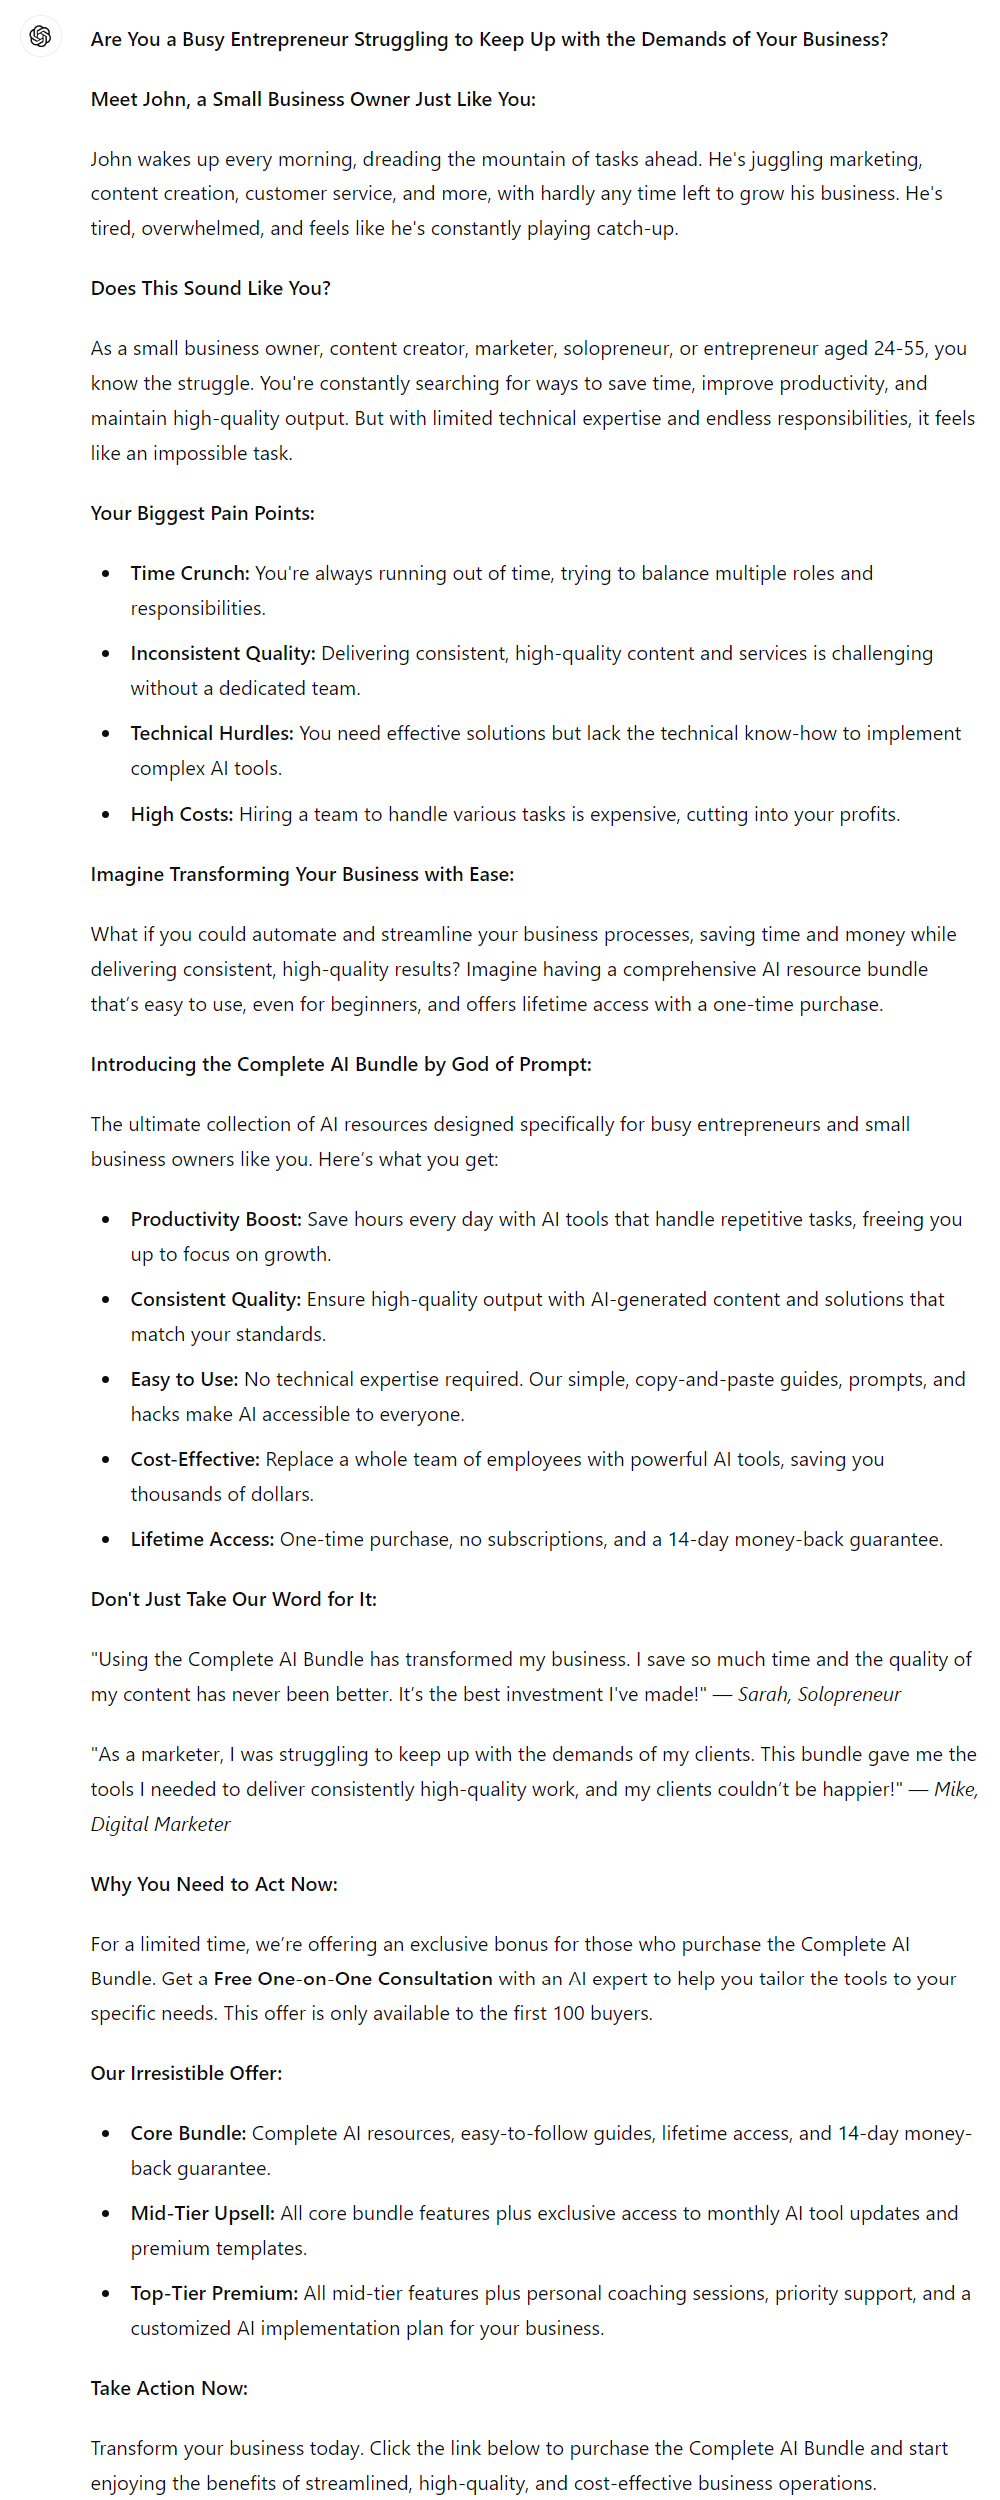 Are You a Busy Entrepreneur Struggling to Keep Up with the Demands of Your Business?
Meet John, a Small Business Owner Just Like You:
John wakes up every morning, dreading the mountain of tasks ahead. He's juggling marketing,
content creation, customer service, and more, with hardly any time left to grow his business. He's
tired, overwhelmed, and feels like he's constantly playing catch-up.
Does This Sound Like You?
As a small business owner, content creator, marketer, solopreneur, or entrepreneur aged 24-55, you
know the struggle. You're constantly searching for ways to save time, improve productivity, and
maintain high-quality output. But with limited technical expertise and endless responsibilities, it feels
like an impossible task.
Your Biggest Pain Points:
• Time Crunch: You're always running out of time, trying to balance multiple roles and
responsibilities.
• Inconsistent Quality: Delivering consistent, high-quality content and services is challenging
without a dedicated team.
• Technical Hurdles: You need effective solutions but lack the technical know-how to implement
complex AI tools.
• High Costs: Hiring a team to handle various tasks is expensive, cutting into your profits.
Imagine Transforming Your Business with Ease:
What if you could automate and streamline your business processes, saving time and money while
delivering consistent, high-quality results? Imagine having a comprehensive AI resource bundle
that’s easy to use, even for beginners, and offers lifetime access with a one-time purchase.
Introducing the Complete AI Bundle by God of Prompt:
The ultimate collection of AI resources designed specifically for busy entrepreneurs and small
business owners like you. Here’s what you get:
• Productivity Boost: Save hours every day with AI tools that handle repetitive tasks, freeing you
up to focus on growth.
• Consistent Quality: Ensure high-quality output with AI-generated content and solutions that
match your standards.
• Easy to Use: No technical expertise required. Our simple, copy-and-paste guides, prompts, and
hacks make AI accessible to everyone.
• Cost-Effective: Replace a whole team of employees with powerful AI tools, saving you
thousands of dollars.
• Lifetime Access: One-time purchase, no subscriptions, and a 14-day money-back guarantee.
Don't Just Take Our Word for It:
"Using the Complete AI Bundle has transformed my business. I save so much time and the quality of
my content has never been better. It’s the best investment I've made!" — Sarah, Solopreneur
"As a marketer, I was struggling to keep up with the demands of my clients. This bundle gave me the
tools I needed to deliver consistently high-quality work, and my clients couldn’t be happier!" — Mike,
Digital Marketer
Why You Need to Act Now:
For a limited time, we’re offering an exclusive bonus for those who purchase the Complete AI
Bundle. Get a Free One-on-One Consultation with an AI expert to help you tailor the tools to your
specific needs. This offer is only available to the first 100 buyers.
Our Irresistible Offer:
• Core Bundle: Complete AI resources, easy-to-follow guides, lifetime access, and 14-day money-
back guarantee.
• Mid-Tier Upsell: All core bundle features plus exclusive access to monthly AI tool updates and
premium templates.
• Top-Tier Premium: All mid-tier features plus personal coaching sessions, priority support, and a
customized AI implementation plan for your business.
Take Action Now:
Transform your business today. Click the link below to purchase the Complete AI Bundle and start
enjoying the benefits of streamlined, high-quality, and cost-effective business operations.